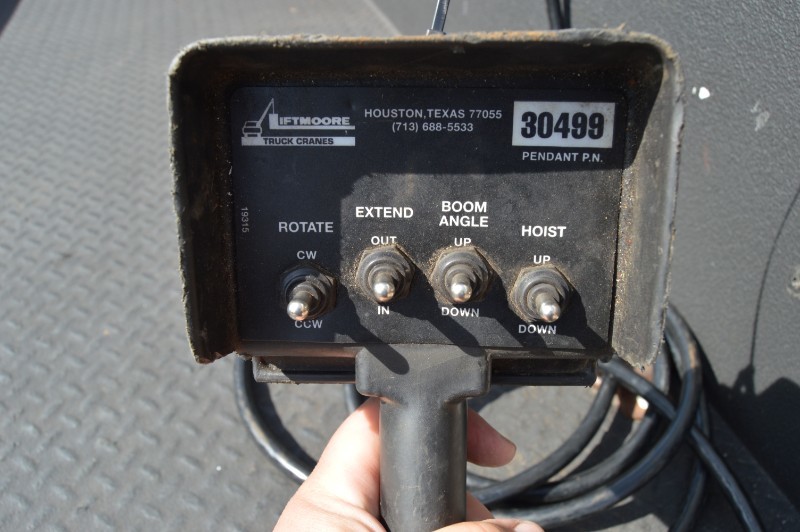 LIFTMOORE
TRUCK CRANES
HOUSTON, TEXAS 77055
(713) 688-5533
30499
PENDANT P.N.
19315
ROTATE
CW
CCW
EXTEND
OUT
IN
BOOM
ANGLE
UP
DOWN
HOIST
UP
DOWN